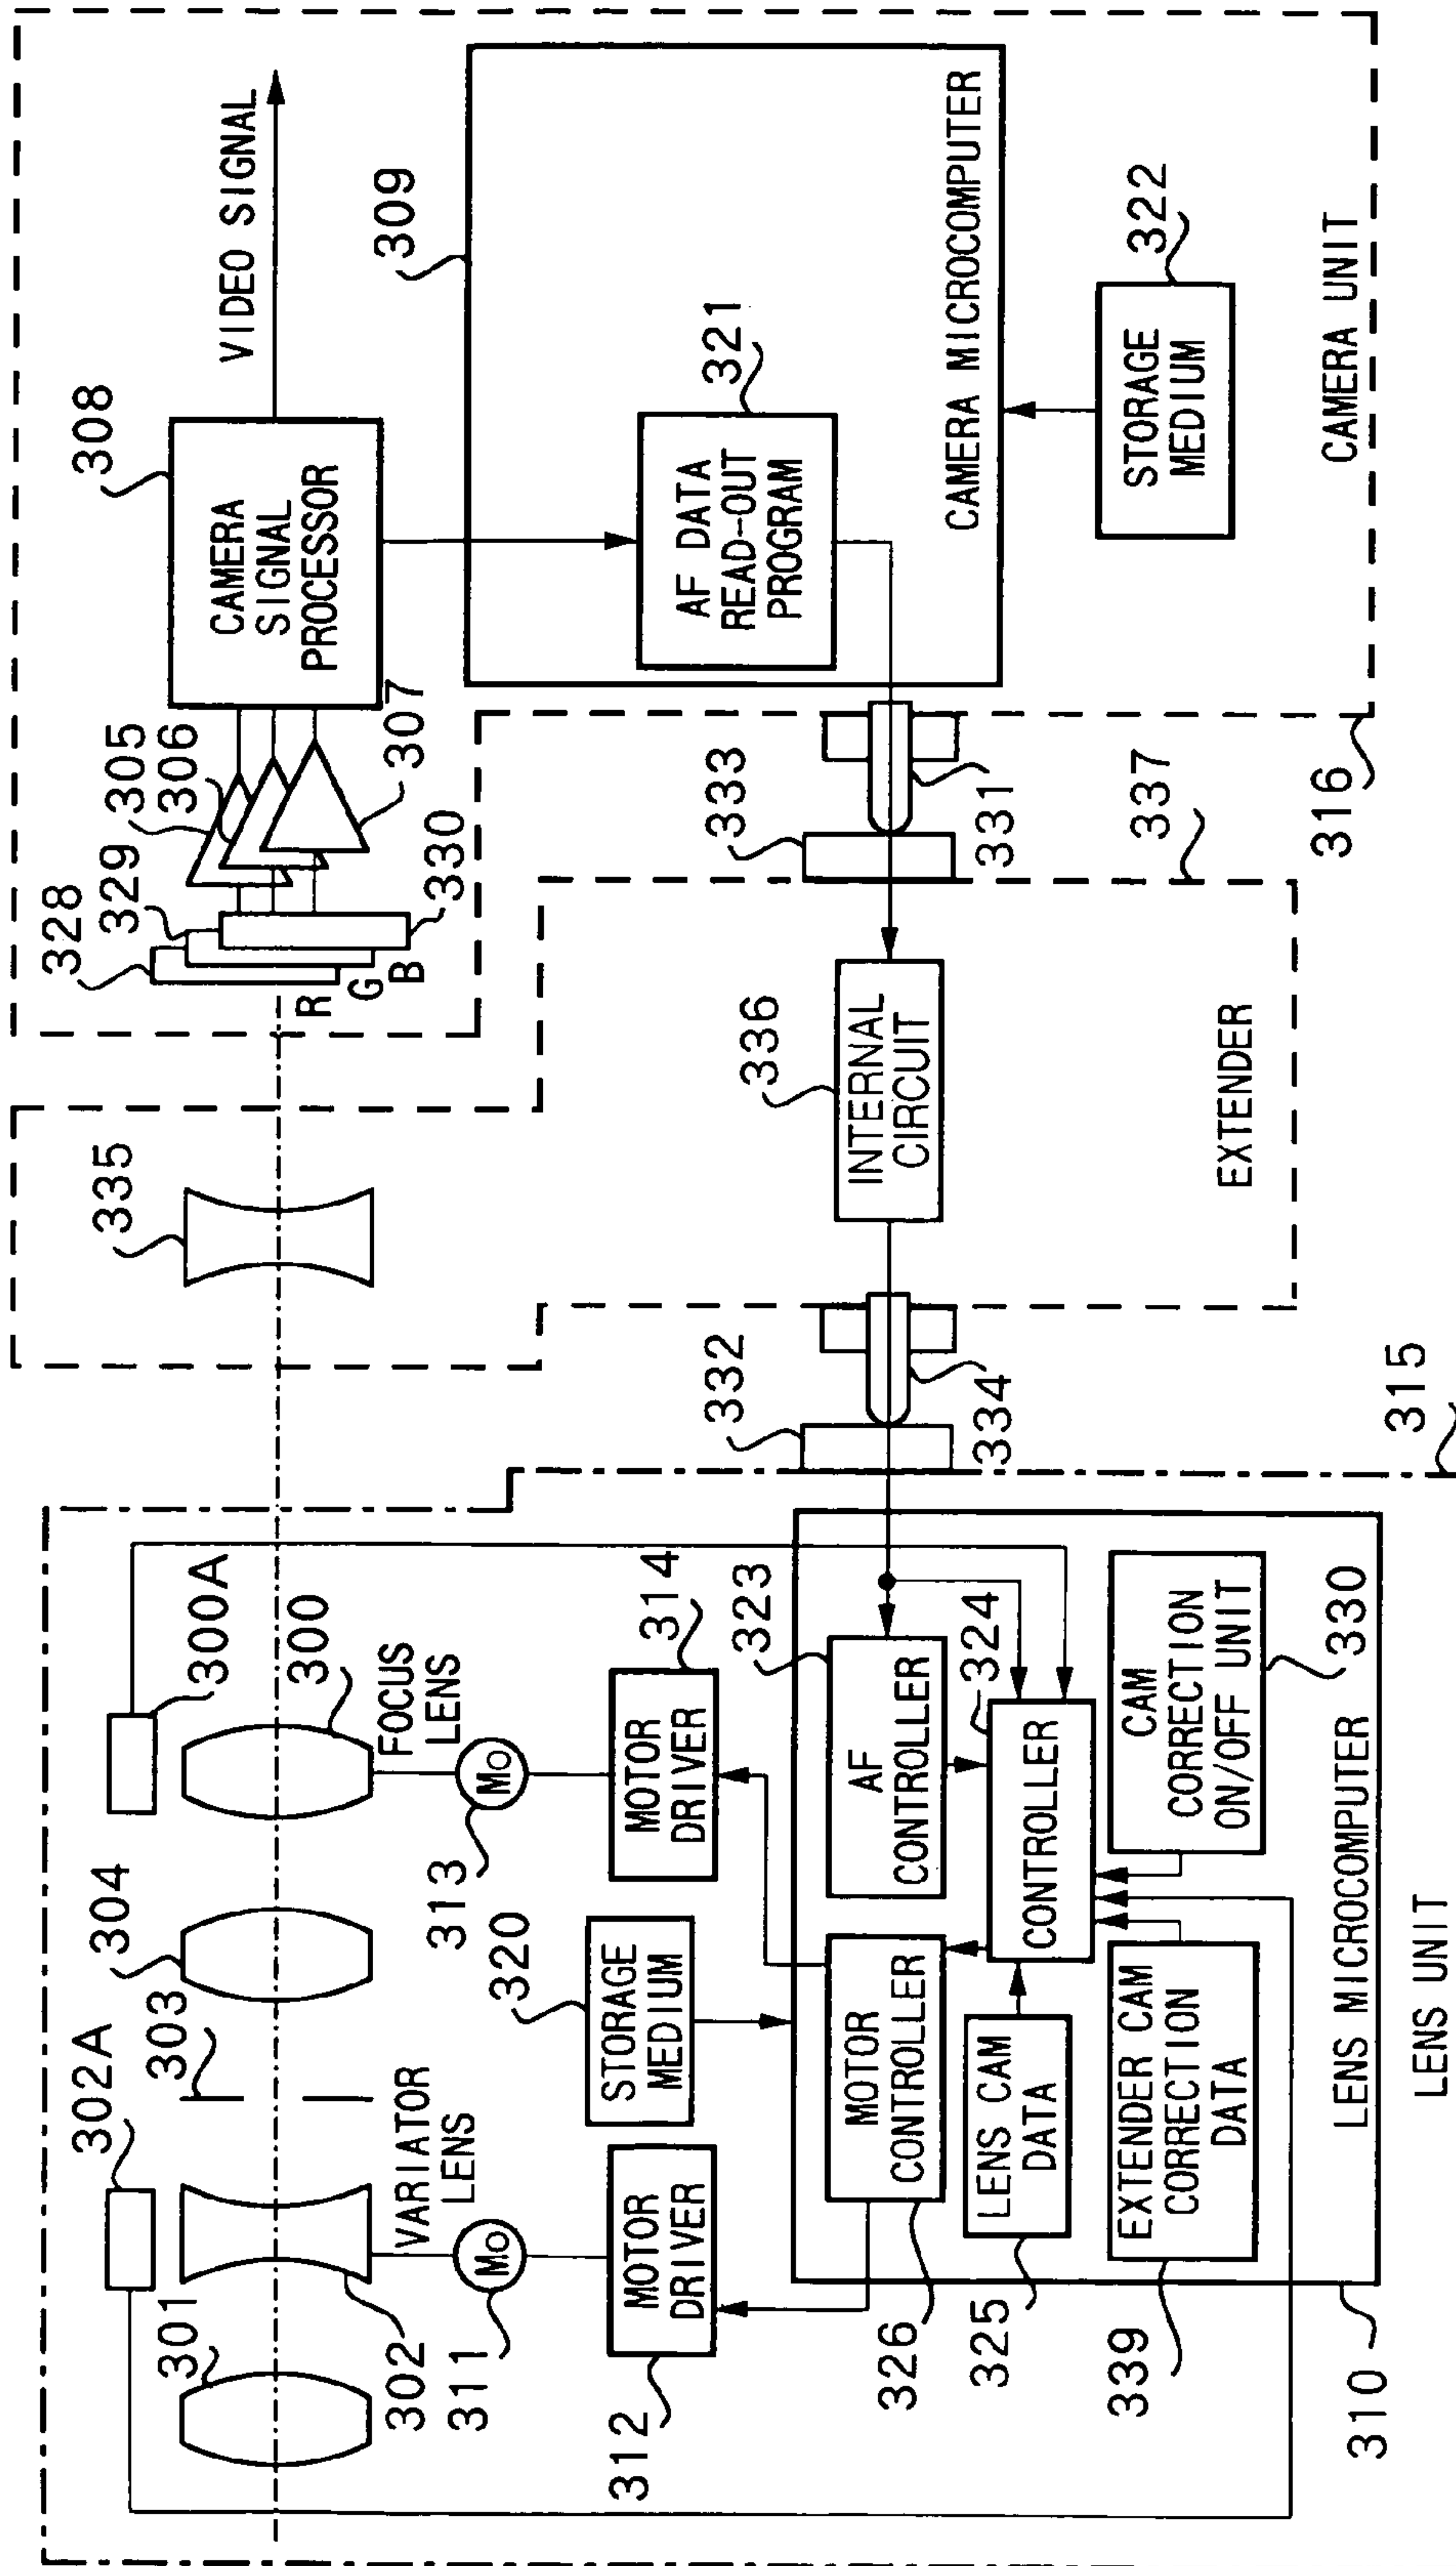 302A
301
302
VARIATOR
LENS
311
Mo
312
MOTOR
DRIVER
303
304
300A
300
FOCUS
LENS
313
Mo
314
MOTOR
DRIVER
320
STORAGE
MEDIUM
323
AF
CONTROLLER
324
CONTROLLER
MOTOR
CONTROLLER
326
LENS CAM
DATA
325
EXTENDER CAM
CORRECTION
DATA
339
CAM
CORRECTION
ON/OFF UNIT
330
LENS MICROCOMPUTER
310
LENS UNIT
315
335
332
334
336
INTERNAL
CIRCUIT
EXTENDER
333
331
337
316
328
329
305
306
307
330
R
G
B
308
CAMERA
SIGNAL
PROCESSOR
VIDEO SIGNAL
309
321
AF DATA
READ-OUT
PROGRAM
CAMERA MICROCOMPUTER
322
STORAGE
MEDIUM
CAMERA UNIT